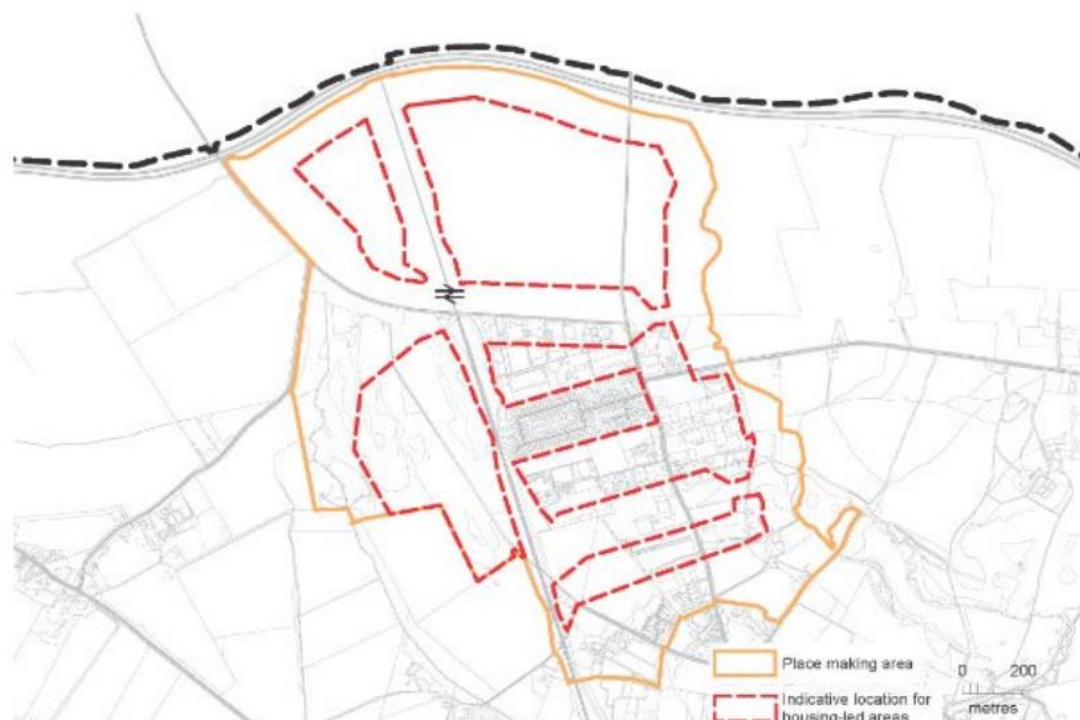 Place making area
Indicative location for
housing-led areas
0 200
metres